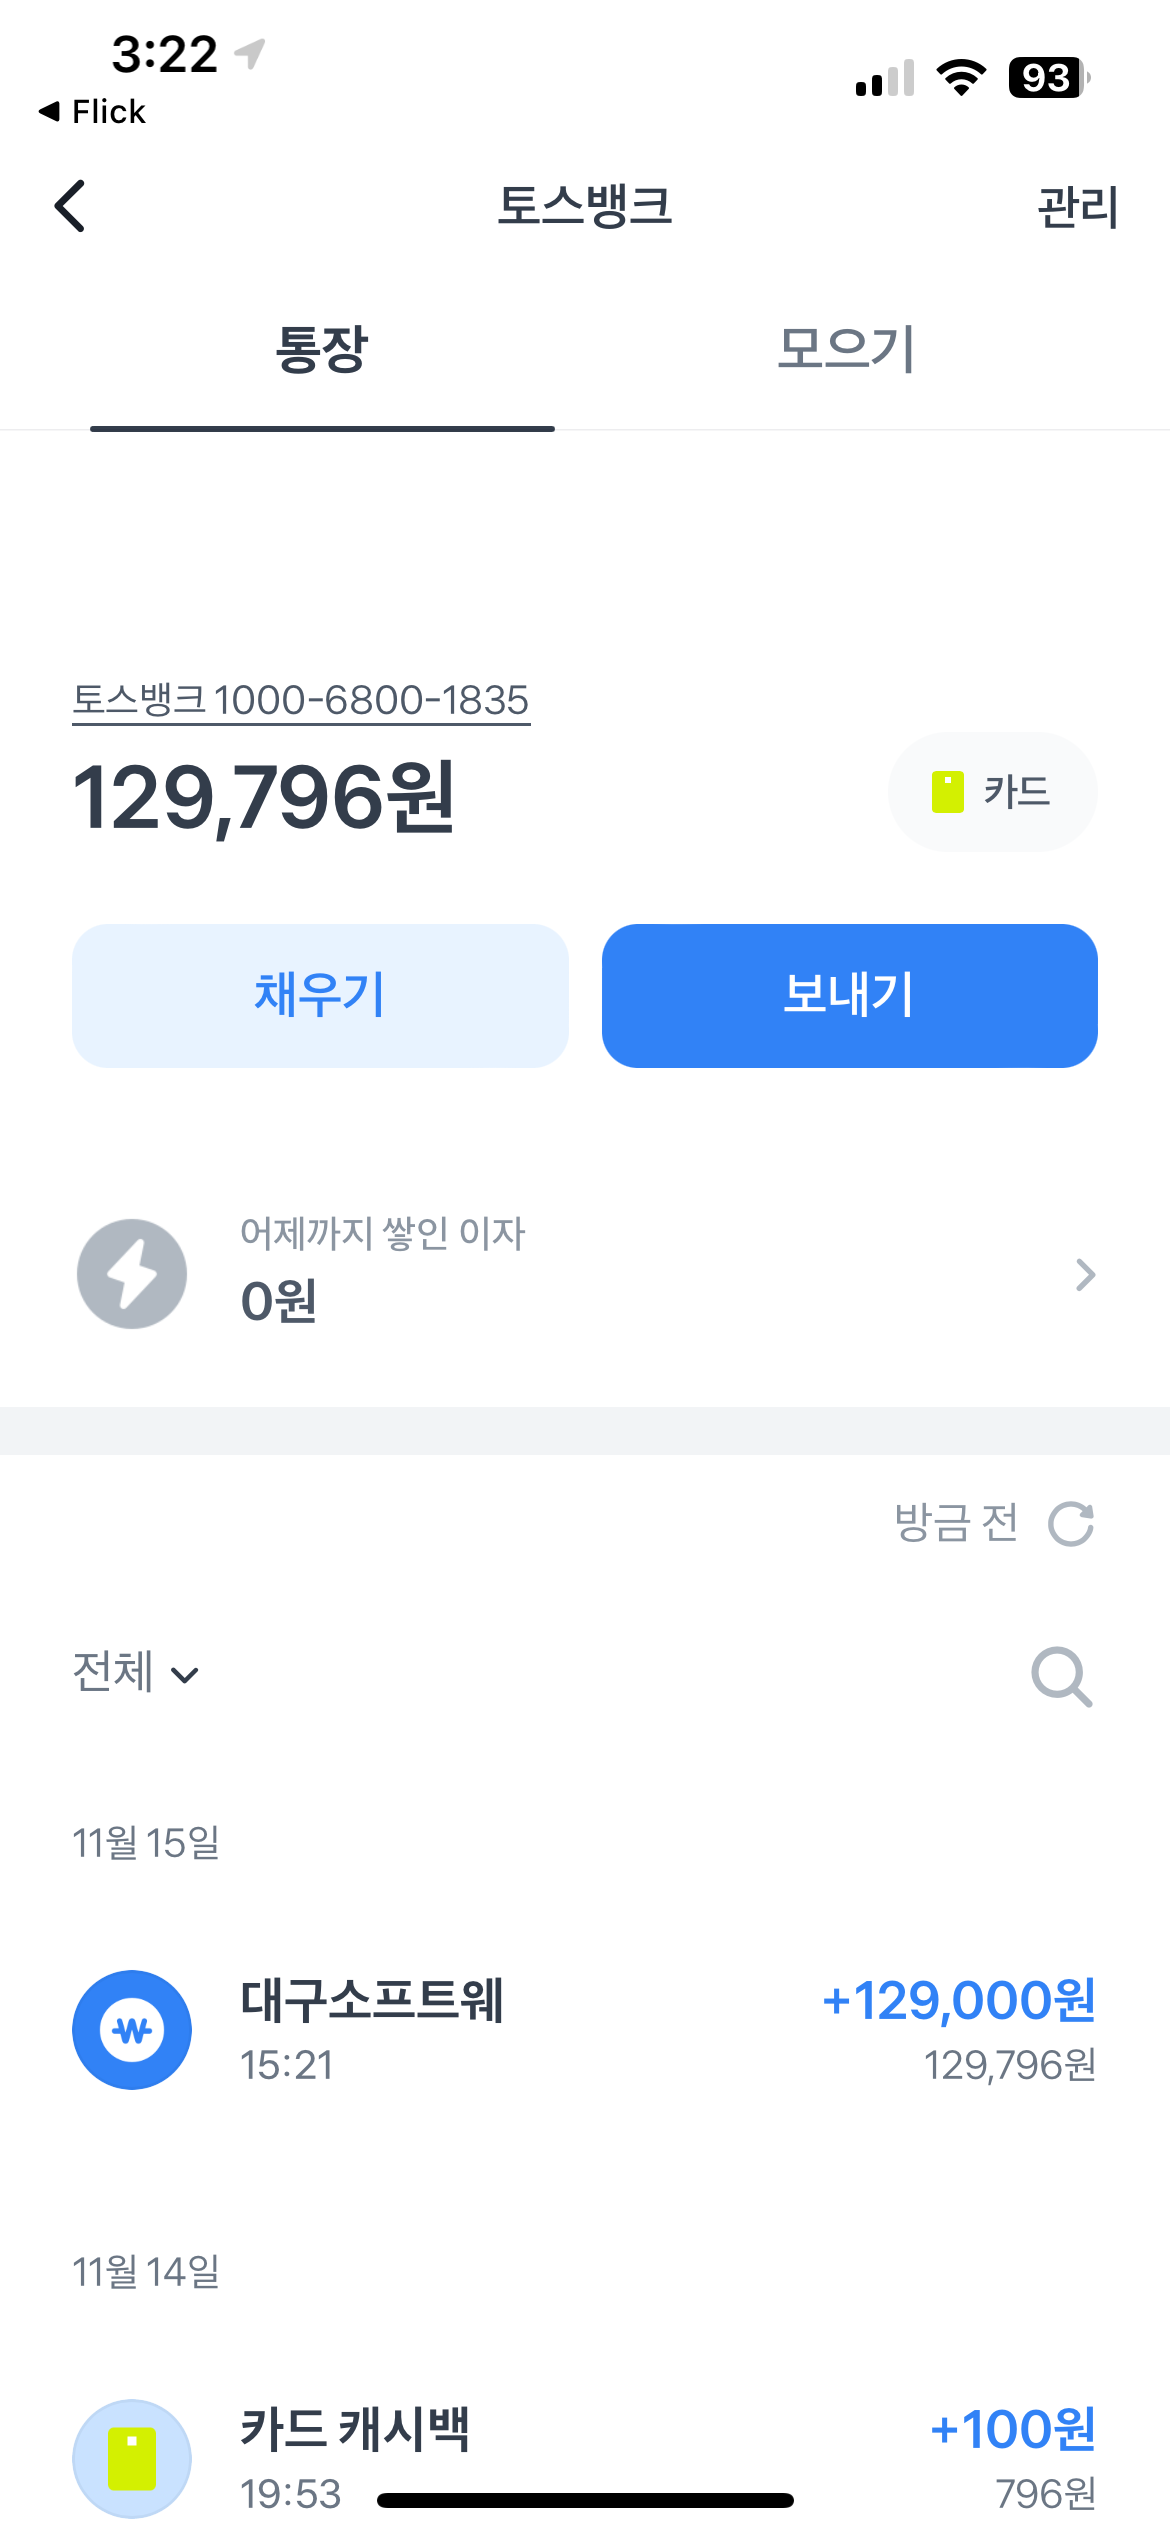 3:22
93
◀ Flick
토스뱅크
관리
통장
모으기
토스뱅크 1000-6800-1835
129,796원
카드
채우기
보내기
어제까지 쌓인 이자
0원
방금 전
전체
11월 15일
대구소프트웨
+129,000원
15:21
129,796원
11월 14일
카드 캐시백
+100원
19:53
796원